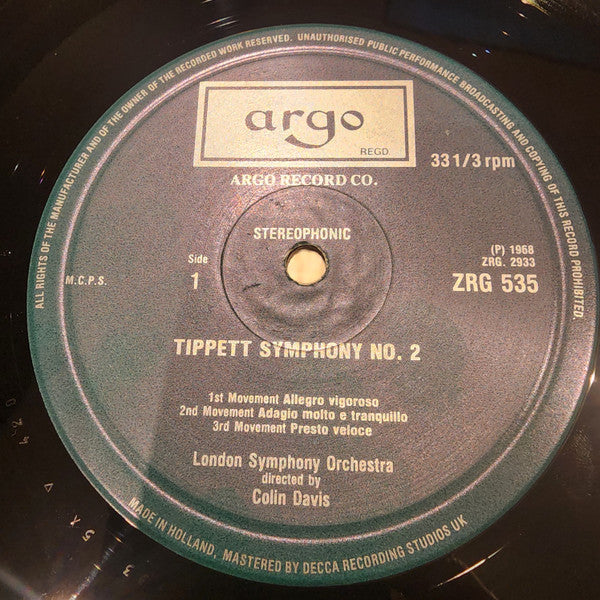 ALL RIGHTS OF THE MANUFACTURER AND OF THE OWNER OF THE RECORDED WORK RESERVED. UNAUTHORISED PUBLIC PERFORMANCE BROADCASTING AND COPYING OF THIS RECORD PROHIBITED.
argo
REGD.
33 1/3 rpm
ARGO RECORD CO.
STEREOPHONIC
(P) 1968
ZRG. 2933
M.C.P.S.
Side
1
ZRG 535
TIPPETT SYMPHONY NO. 2
1st Movement Allegro vigoroso
2nd Movement Adagio molto e tranquillo
3rd Movement Presto veloce
London Symphony Orchestra
directed by
Colin Davis
MADE IN HOLLAND, MASTERED BY DECCA RECORDING STUDIOS UK